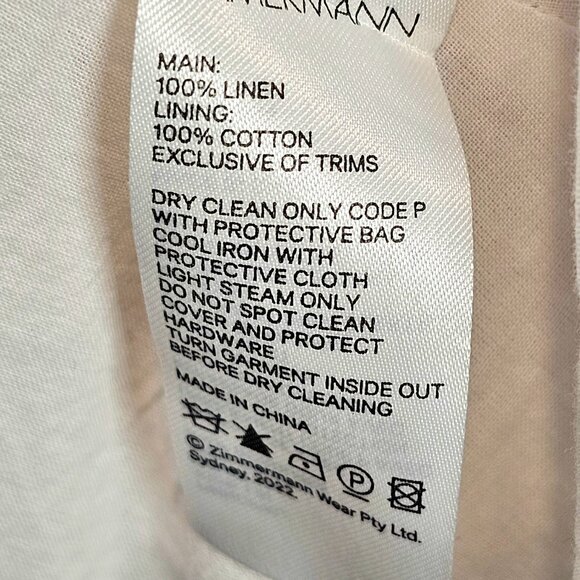 ZIMMERMANN
MAIN:
100% LINEN
LINING:
100% COTTON
EXCLUSIVE OF TRIMS
DRY CLEAN ONLY CODE P
WITH PROTECTIVE BAG
COOL IRON WITH
PROTECTIVE CLOTH
LIGHT STEAM ONLY
DO NOT SPOT CLEAN
COVER AND PROTECT
HARDWARE
TURN GARMENT INSIDE OUT
BEFORE DRY CLEANING
MADE IN CHINA
P
© Zimmermann Wear Pty Ltd.
Sydney. 2022.